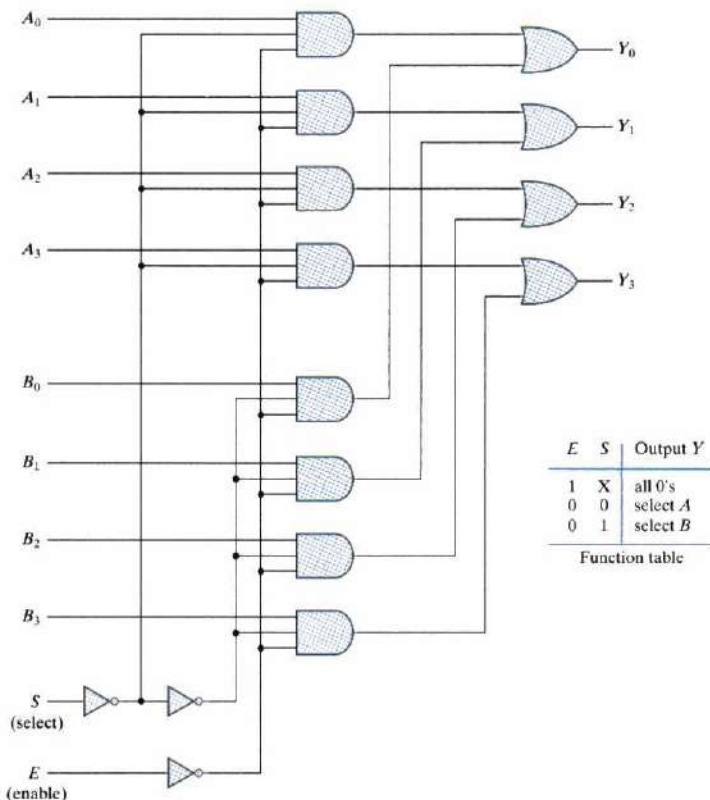 A₀
Y₀
A₁
Y₁
A₂
Y₂
A₃
Y₃
B₀
B₁
B₂
B₃
E S Output Y
1 X all 0's
0 0 select A
0 1 select B
Function table
S
(select)
E
(enable)